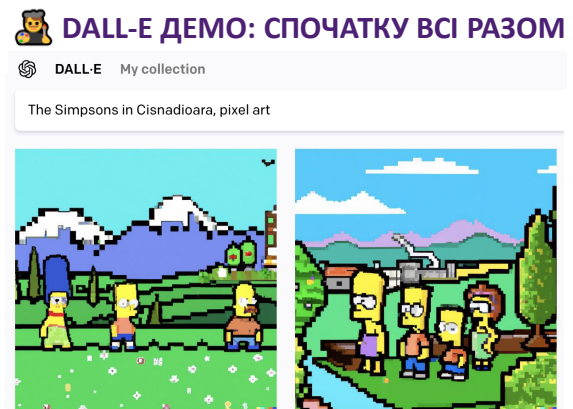 DALL-E ДЕМО: СПОЧАТКУ ВСІ РАЗОМ
DALL·E My collection
The Simpsons in Cisnadioara, pixel art